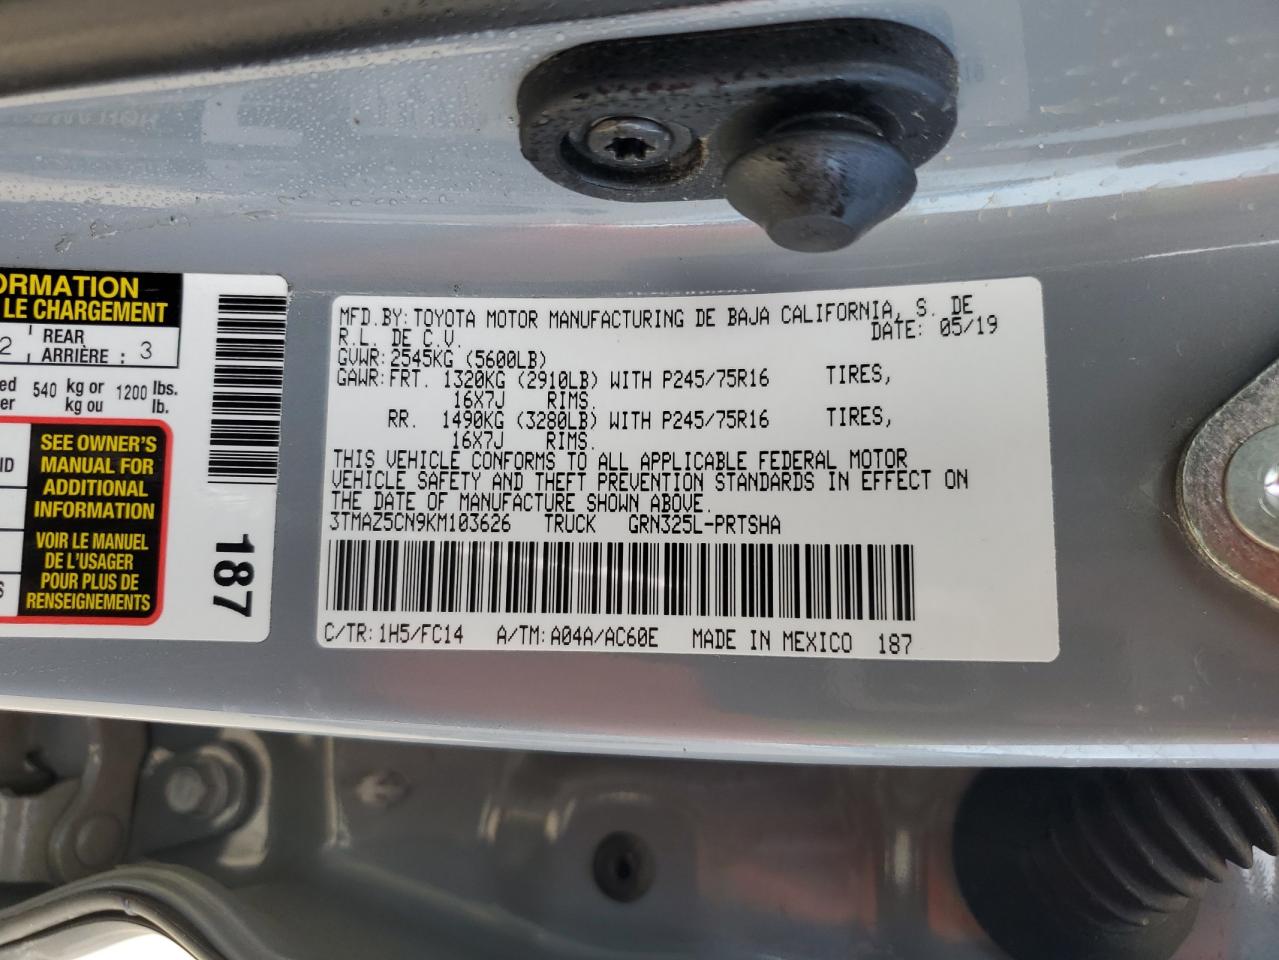 ORMATION
LE CHARGEMENT
2 REAR
ARRIÈRE : 3
540 kg or 1200 lbs.
kg ou lb.
SEE OWNER'S
MANUAL FOR
ADDITIONAL
INFORMATION
VOIR LE MANUEL
DE L'USAGER
POUR PLUS DE
RENSEIGNEMENTS
187
MFD.BY:TOYOTA MOTOR MANUFACTURING DE BAJA CALIFORNIA, S. DE
R.L. DE C.V. DATE: 05/19
GVWR:2545KG (5600LB)
GAWR:FRT. 1320KG (2910LB) WITH P245/75R16 TIRES,
16X7J RIMS.
RR. 1490KG (3280LB) WITH P245/75R16 TIRES,
16X7J RIMS.
THIS VEHICLE CONFORMS TO ALL APPLICABLE FEDERAL MOTOR
VEHICLE SAFETY AND THEFT PREVENTION STANDARDS IN EFFECT ON
THE DATE OF MANUFACTURE SHOWN ABOVE.
3TMAZ5CN9KM103626 TRUCK GRN325L-PRTSHA
C/TR:1H5/FC14 A/TM:A04A/AC60E MADE IN MEXICO 187